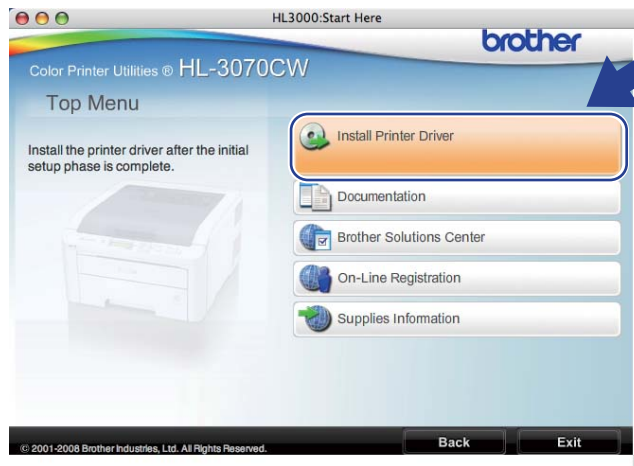 HL3000:Start Here
brother
Color Printer Utilities ® HL-3070CW
Top Menu
Install the printer driver after the initial
setup phase is complete.
Install Printer Driver
Documentation
Brother Solutions Center
On-Line Registration
Supplies Information
© 2001-2008 Brother Industries, Ltd. All Rights Reserved.
Back
Exit